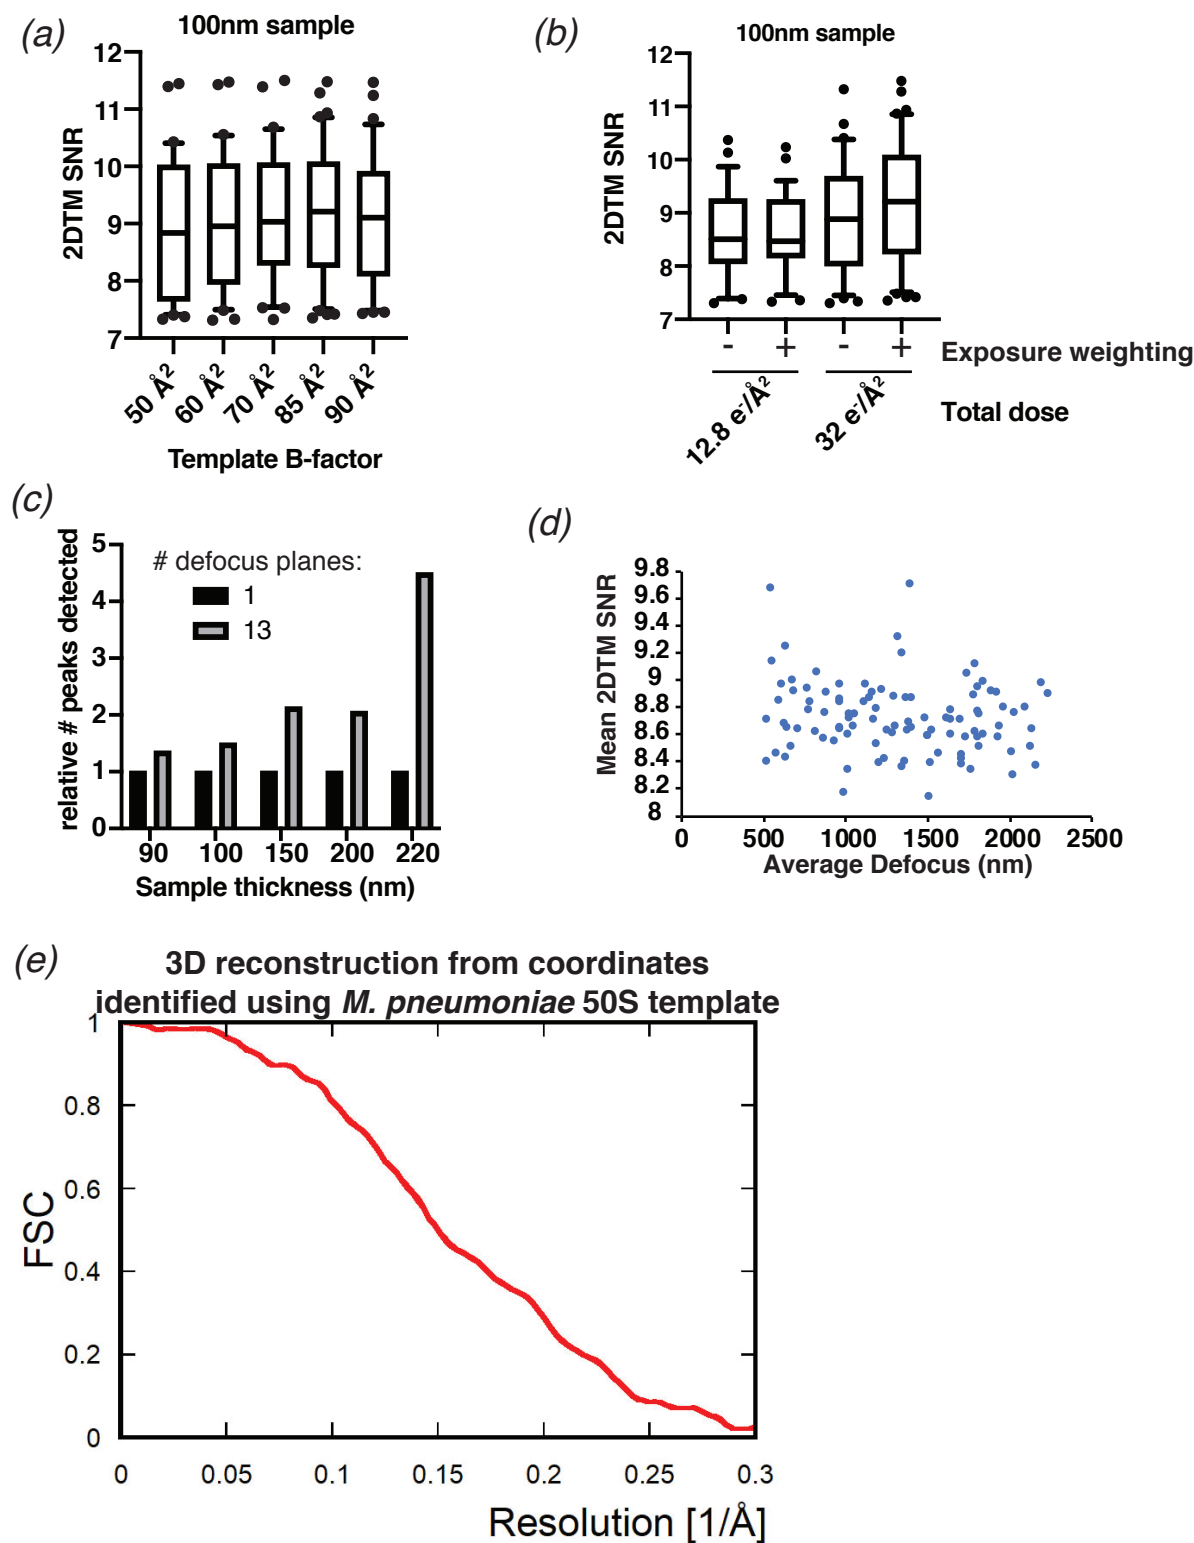 (a)
100nm sample
2DTM SNR
12
11
10
9
8
7
50 Å²
60 Å²
70 Å²
85 Å²
90 Å²
Template B-factor
(b)
100nm sample
2DTM SNR
12
11
10
9
8
7
- + - +
Exposure weighting
12.8 e⁻/Å²
32 e⁻/Å²
Total dose
(c)
relative # peaks detected
5
4
3
2
1
0
# defocus planes:
1
13
90 100 150 200 220
Sample thickness (nm)
(d)
Mean 2DTM SNR
9.8
9.6
9.4
9.2
9
8.8
8.6
8.4
8.2
8
0 500 1000 1500 2000 2500
Average Defocus (nm)
(e)
3D reconstruction from coordinates
identified using M. pneumoniae 50S template
FSC
1
0.8
0.6
0.4
0.2
0
0 0.05 0.1 0.15 0.2 0.25 0.3
Resolution [1/Å]